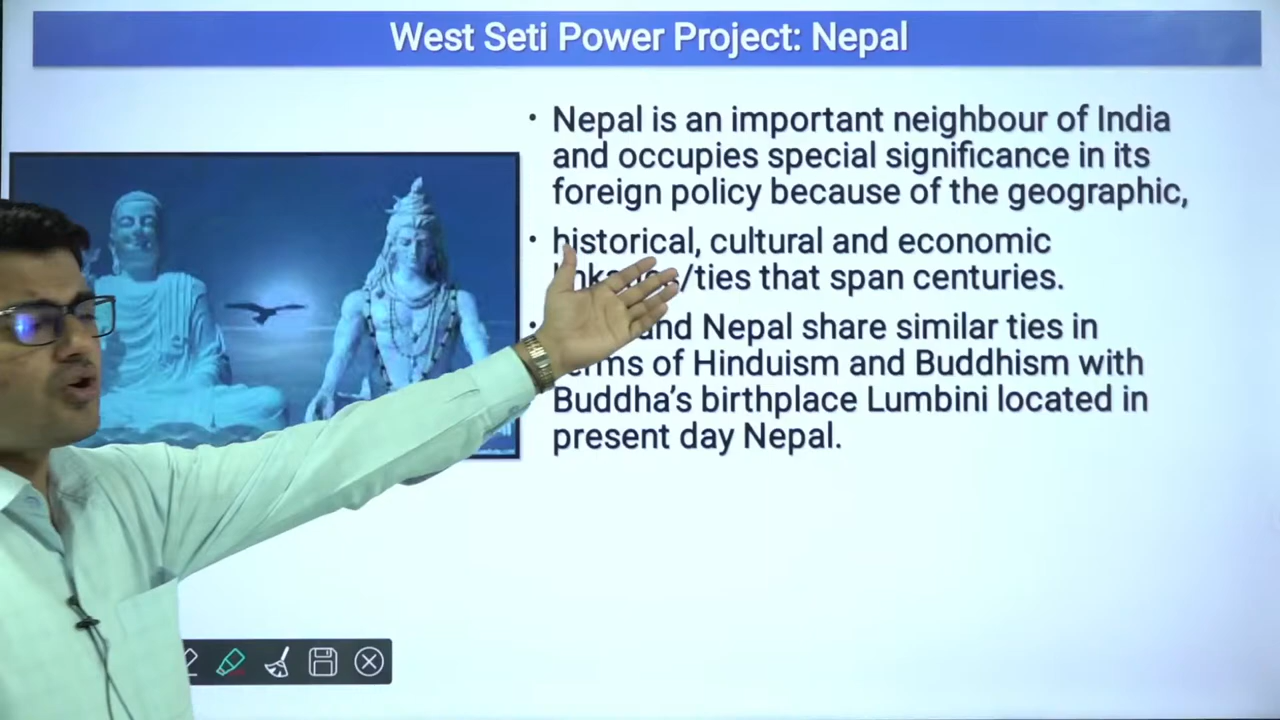 West Seti Power Project: Nepal
• Nepal is an important neighbour of India
and occupies special significance in its
foreign policy because of the geographic,
• historical, cultural and economic
/ties that span centuries.
and Nepal share similar ties in
of Hinduism and Buddhism with
Buddha's birthplace Lumbini located in
present day Nepal.